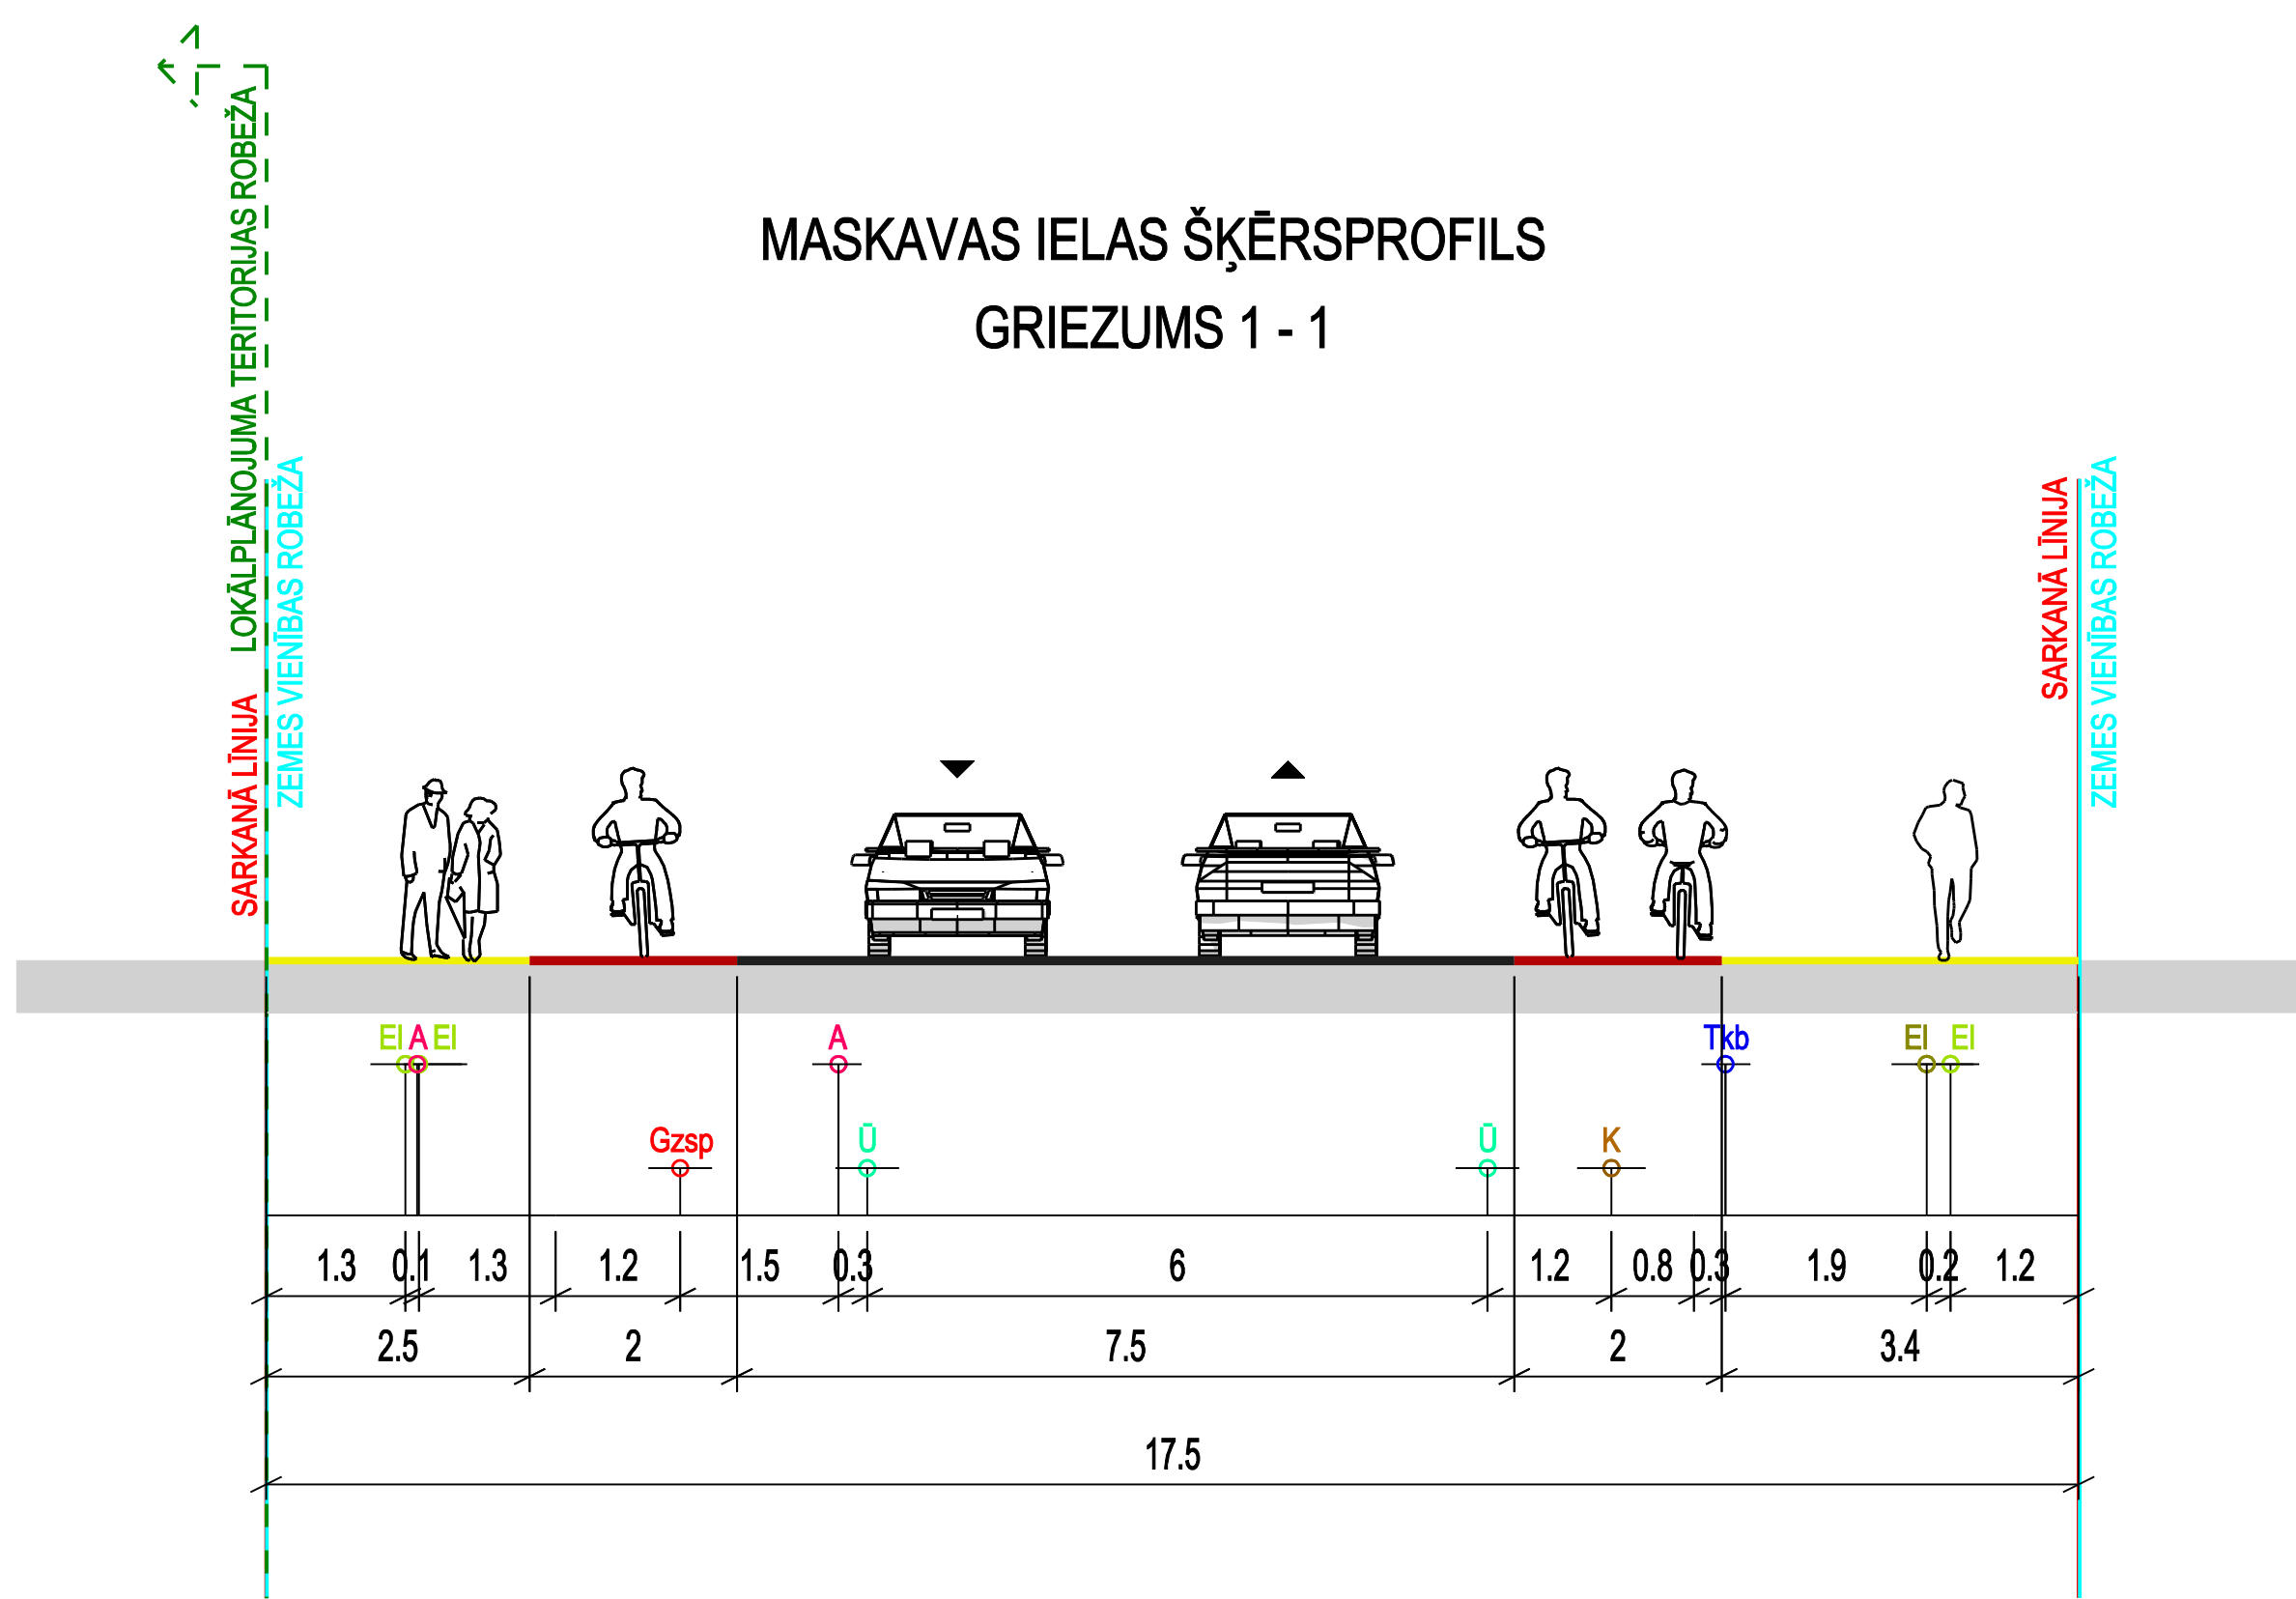 MASKAVAS IELAS ŠĶĒRSPROFILS
GRIEZUMS 1 - 1
LOKĀLPLĀNOJUMA TERITORIJAS ROBEŽA
SARKANĀ LĪNIJA
ZEMES VIENĪBAS ROBEŽA
SARKANĀ LĪNIJA
ZEMES VIENĪBAS ROBEŽA
El A El A Tkb El El
Gzsp Ū Ū K
1.3 0.1 1.3 1.2 1.5 0.3 6 1.2 0.8 0.3 1.9 0.2 1.2
2.5 2 7.5 2 3.4
17.5